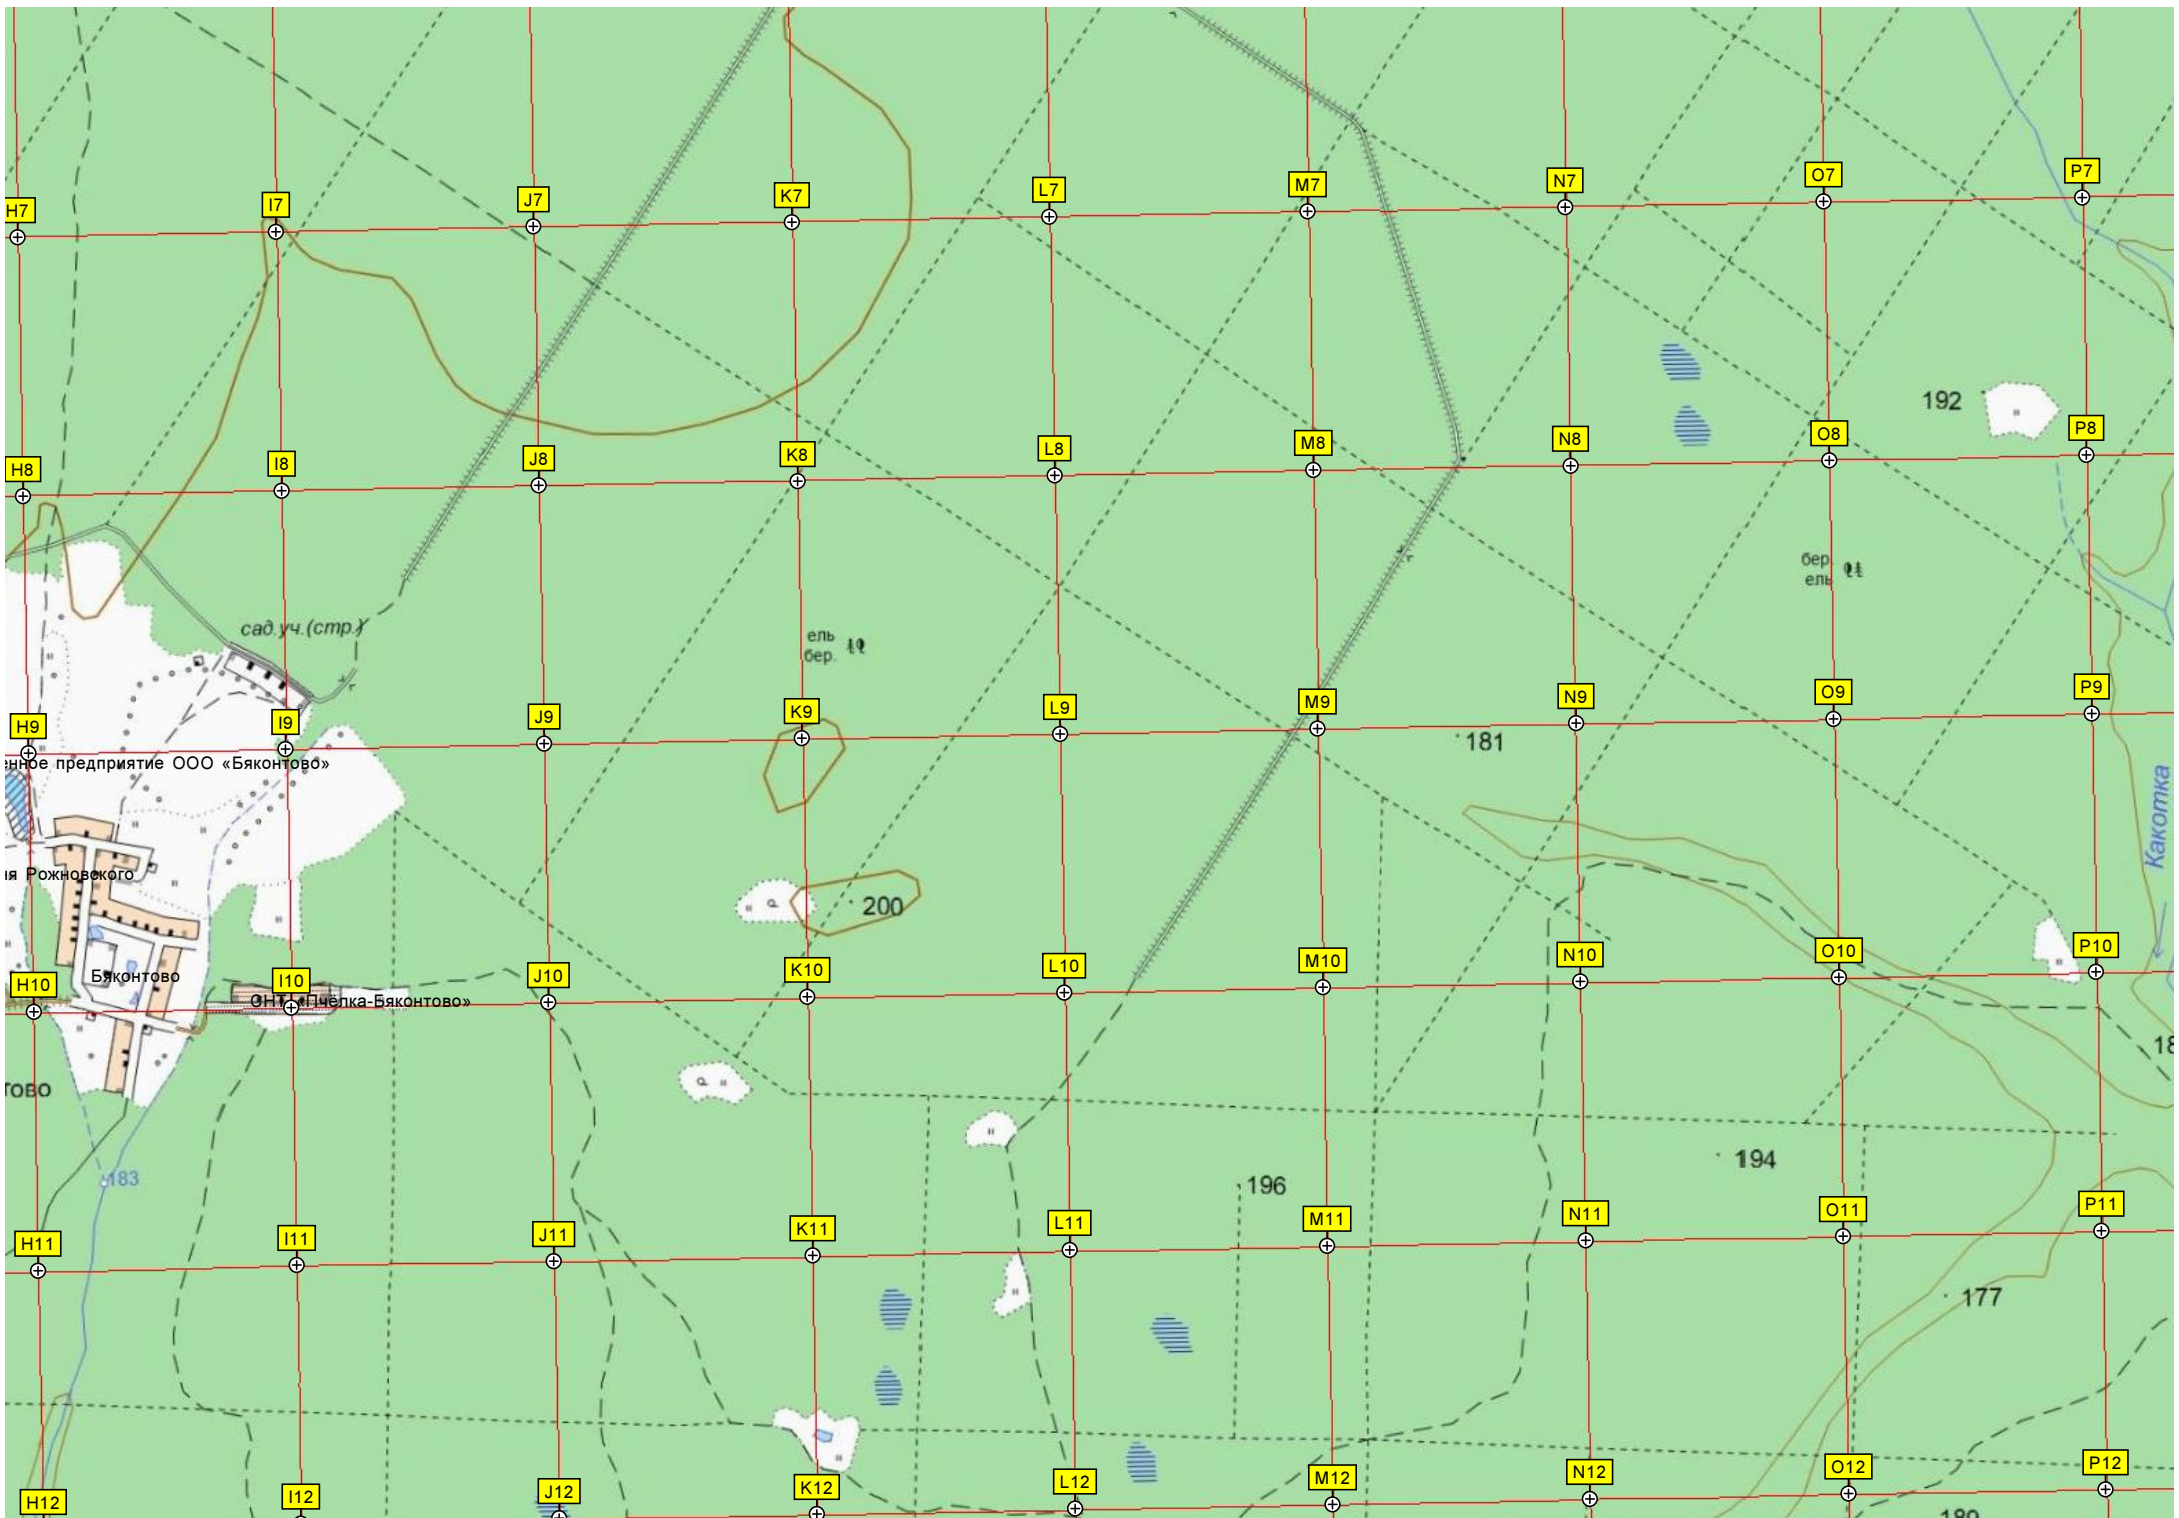 H7 I7 J7 K7 L7 M7 N7 O7 P7
192
H8 I8 J8 K8 L8 M8 N8 O8 P8
бер.
ель
сад.уч.(стр.)
ель
бер.
H9 I9 J9 K9 L9 M9 N9 O9 P9
181
предприятие ООО «Бяконтово»
Какотка
Рожновского
200
H10 I10 J10 K10 L10 M10 N10 O10 P10
Бяконтово
СНТ «Пчёлка-Бяконтово»
тово
194
183
196
H11 I11 J11 K11 L11 M11 N11 O11 P11
177
H12 I12 J12 K12 L12 M12 N12 O12 P12